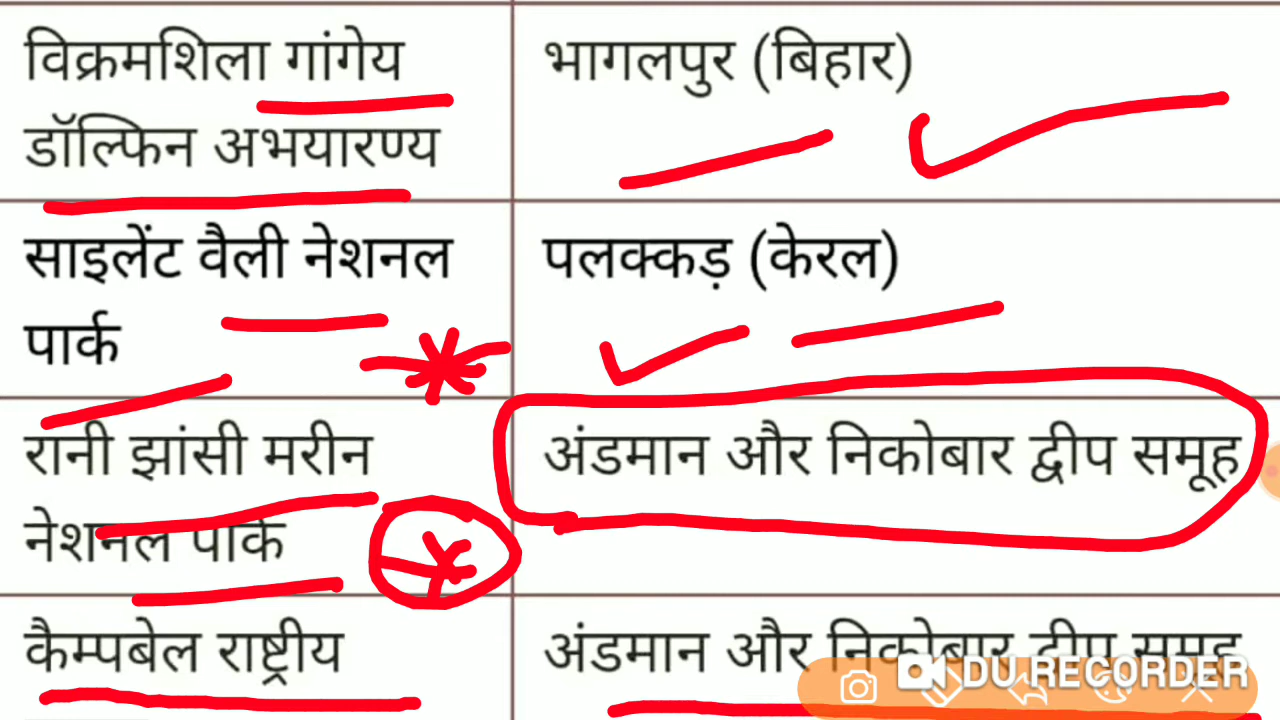 विक्रमशिला गांगेय
डॉल्फिन अभयारण्य
भागलपुर (बिहार)
साइलेंट वैली नेशनल
पार्क
पलक्कड़ (केरल)
रानी झांसी मरीन
नेशनल पार्क
अंडमान और निकोबार द्वीप समूह
कैम्पबेल राष्ट्रीय
अंडमान और निकोबार द्वीप समूह
DU RECORDER